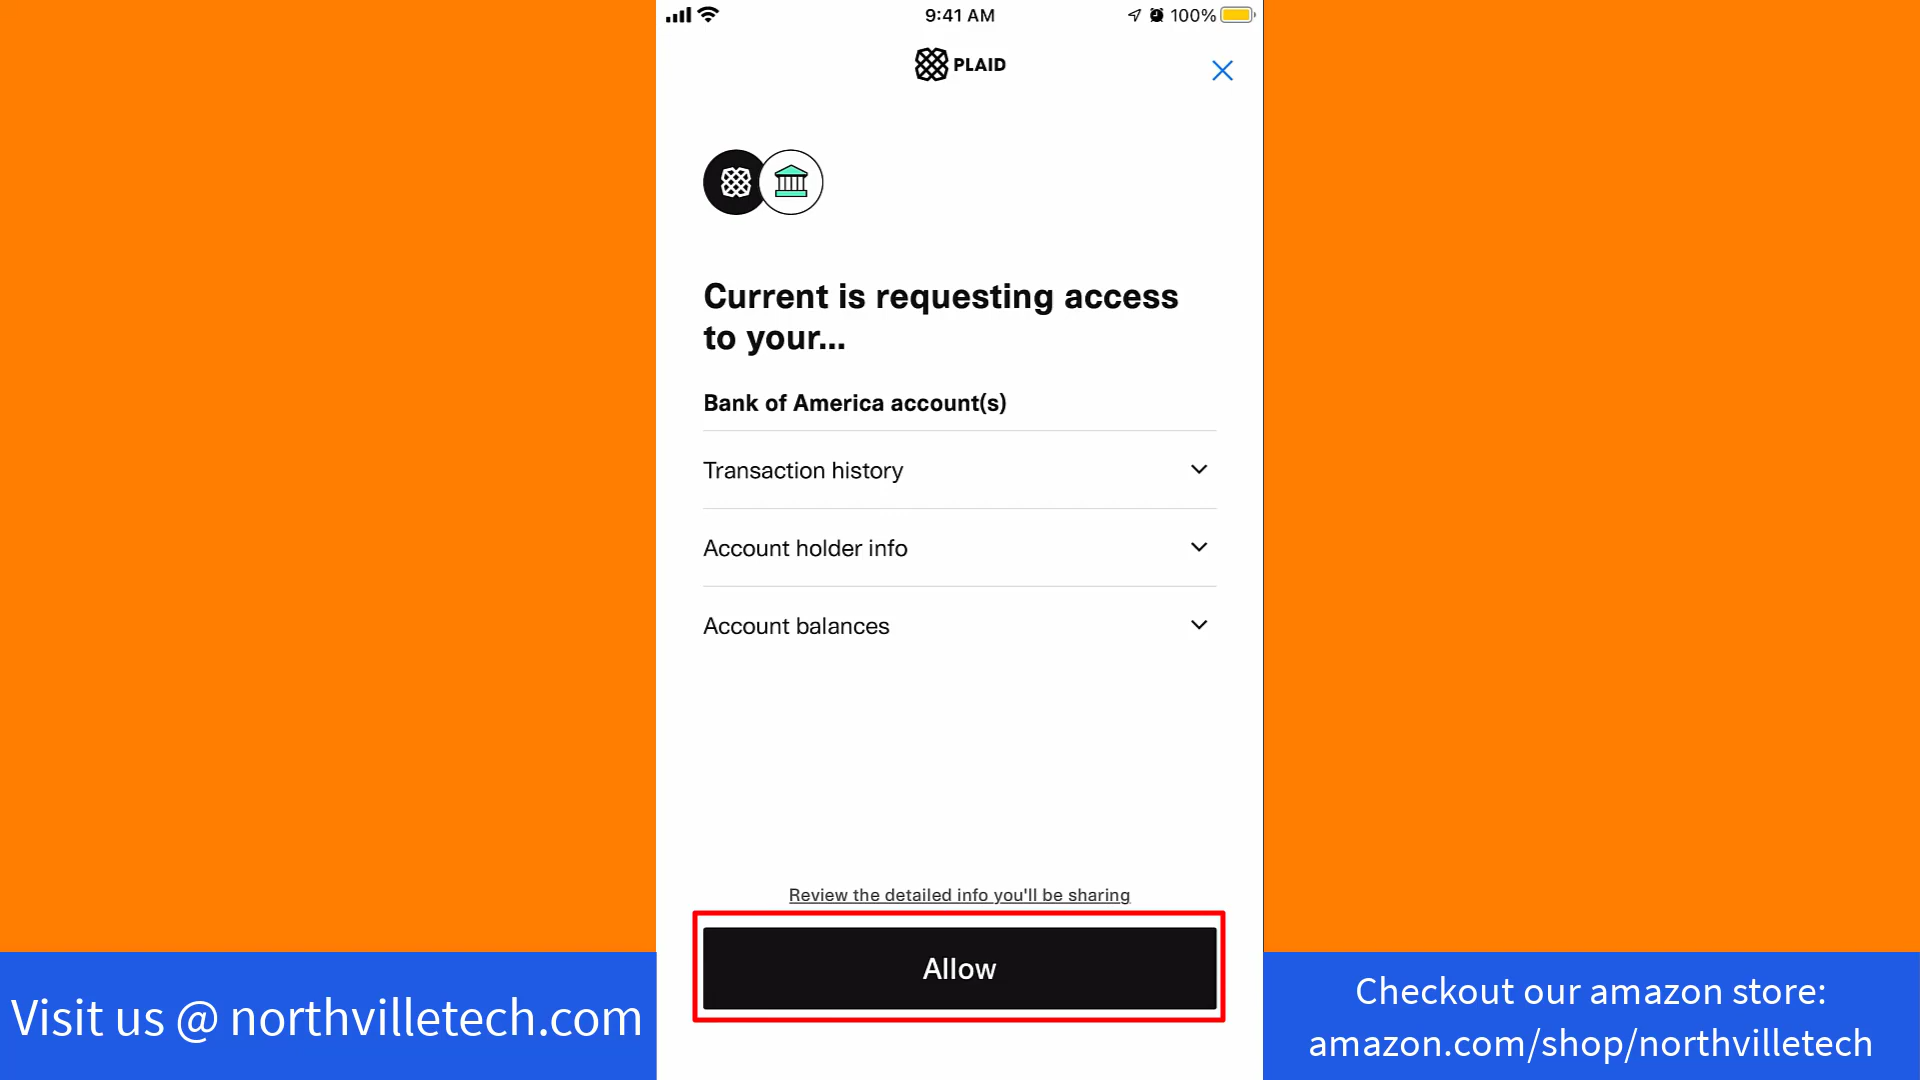 9:41 AM
100%
PLAID
Current is requesting access
to your...
Bank of America account(s)
Transaction history
Account holder info
Account balances
Review the detailed info you'll be sharing
Allow
Visit us @ northvilletech.com
Checkout our amazon store:
amazon.com/shop/northvilletech